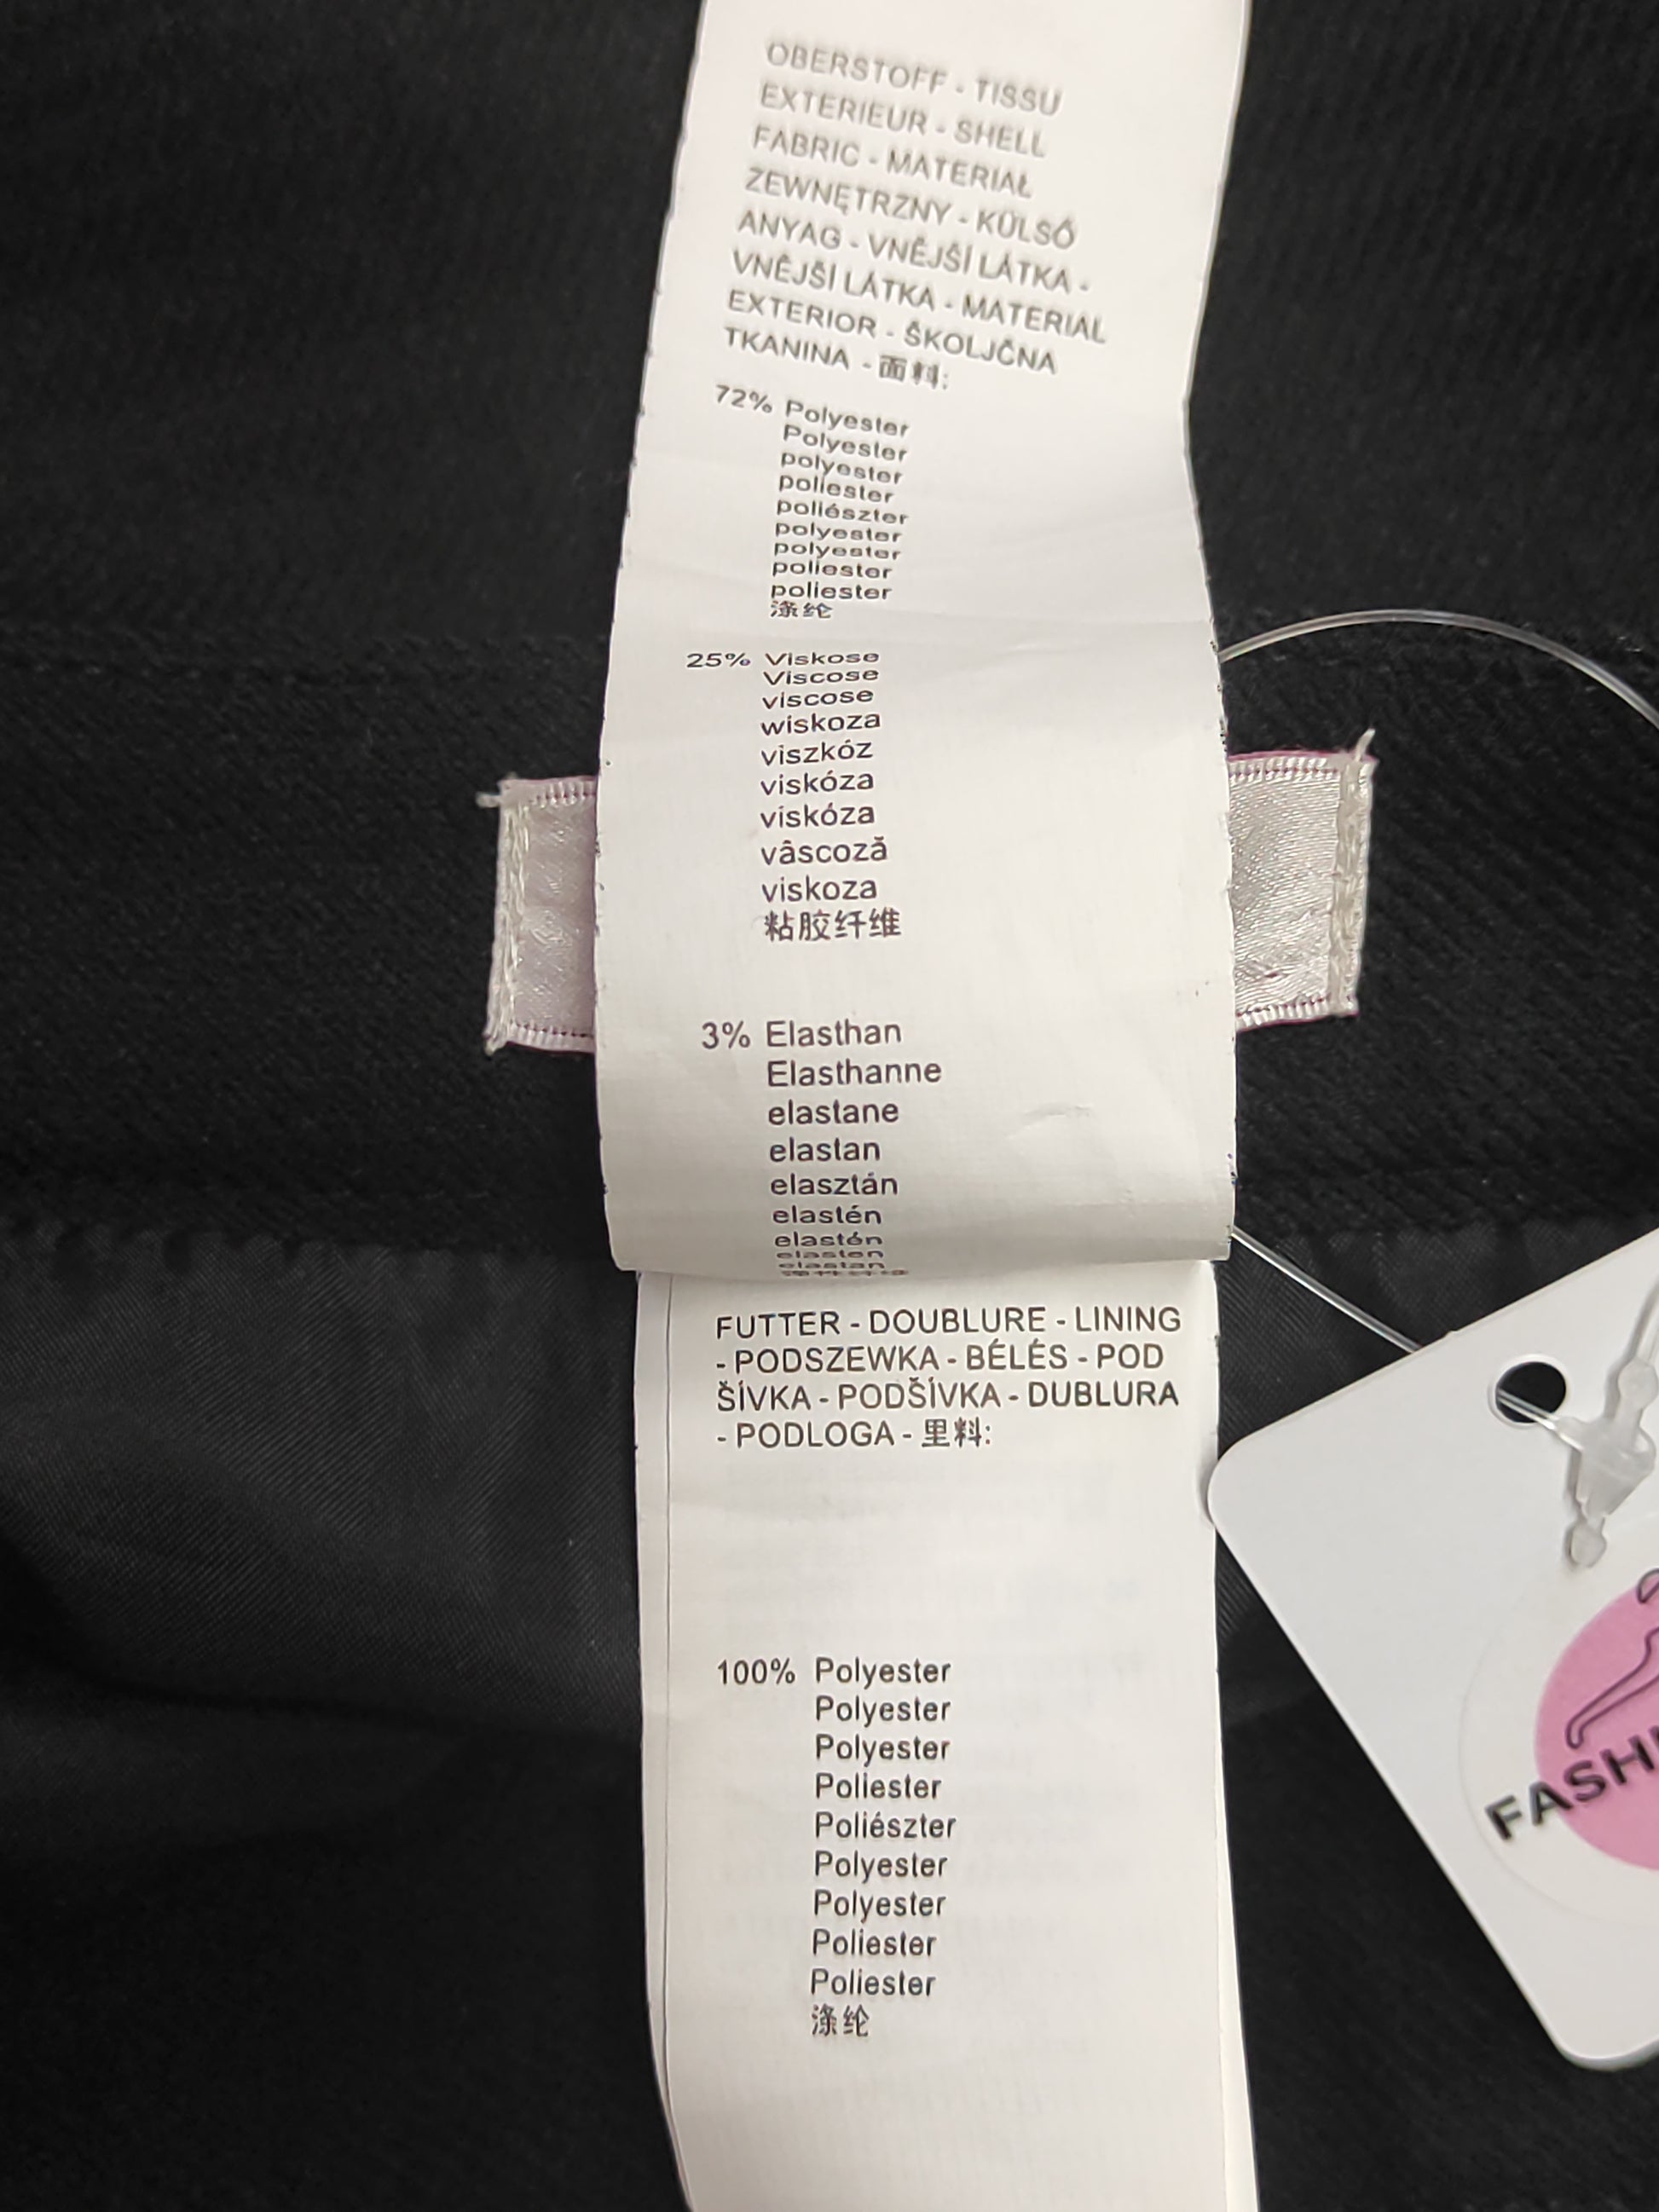 OBERSTOFF - TISSU
EXTERIEUR - SHELL
FABRIC - MATERIAŁ
ZEWNĘTRZNY - KÜLSŐ
ANYAG - VNĚJŠÍ LÁTKA -
VNĚJŠÍ LÁTKA - MATERIAL
EXTERIOR - ŠKOLJČNA
TKANINA - 面料:
72% Polyester
Polyester
polyester
poliester
poliészter
polyester
polyester
poliester
poliester
涤纶
25% Viskose
Viscose
viscose
wiskoza
viszkóz
viskóza
viskóza
vâscoză
viskoza
粘胶纤维
3% Elasthan
Elasthanne
elastane
elastan
elasztán
elastén
elastén
elasten
elastan
FUTTER - DOUBLURE - LINING
- PODSZEWKA - BÉLÉS - POD
ŠÍVKA - PODŠÍVKA - DUBLURA
- PODLOGA - 里料:
100% Polyester
Polyester
Polyester
Poliester
Poliészter
Polyester
Polyester
Poliester
Poliester
涤纶
FASHI